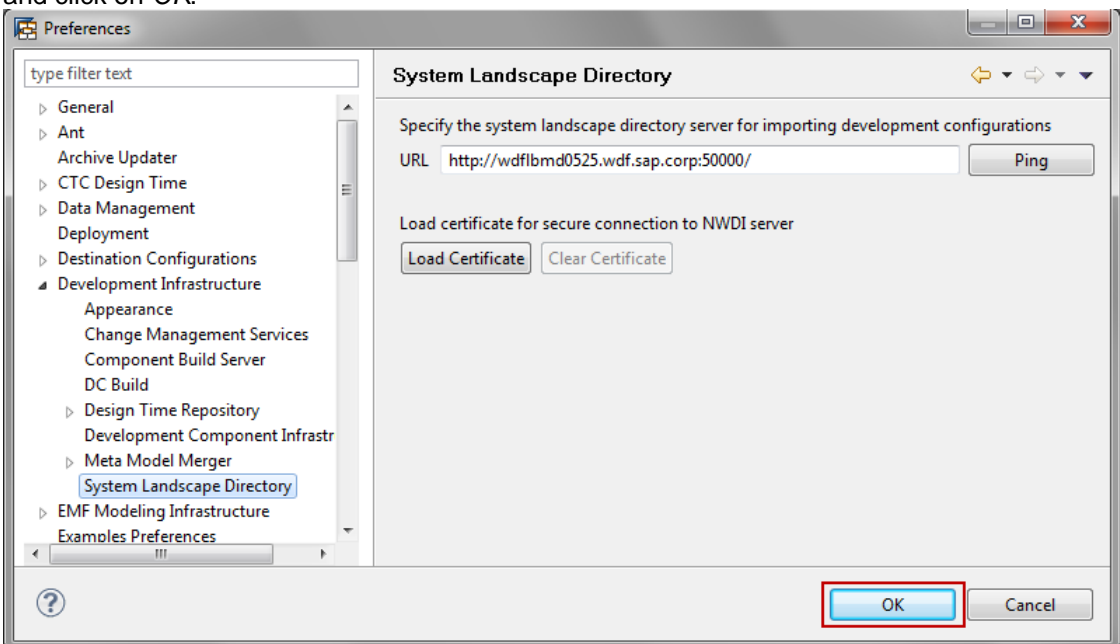 and click on OK.
Preferences
type filter text
General
Ant
Archive Updater
CTC Design Time
Data Management
Deployment
Destination Configurations
Development Infrastructure
Appearance
Change Management Services
Component Build Server
DC Build
Design Time Repository
Development Component Infrastr
Meta Model Merger
System Landscape Directory
EMF Modeling Infrastructure
Examples Preferences
System Landscape Directory
Specify the system landscape directory server for importing development configurations
URL http://wdflbmd0525.wdf.sap.corp:50000/ Ping
Load certificate for secure connection to NWDI server
Load Certificate Clear Certificate
OK Cancel